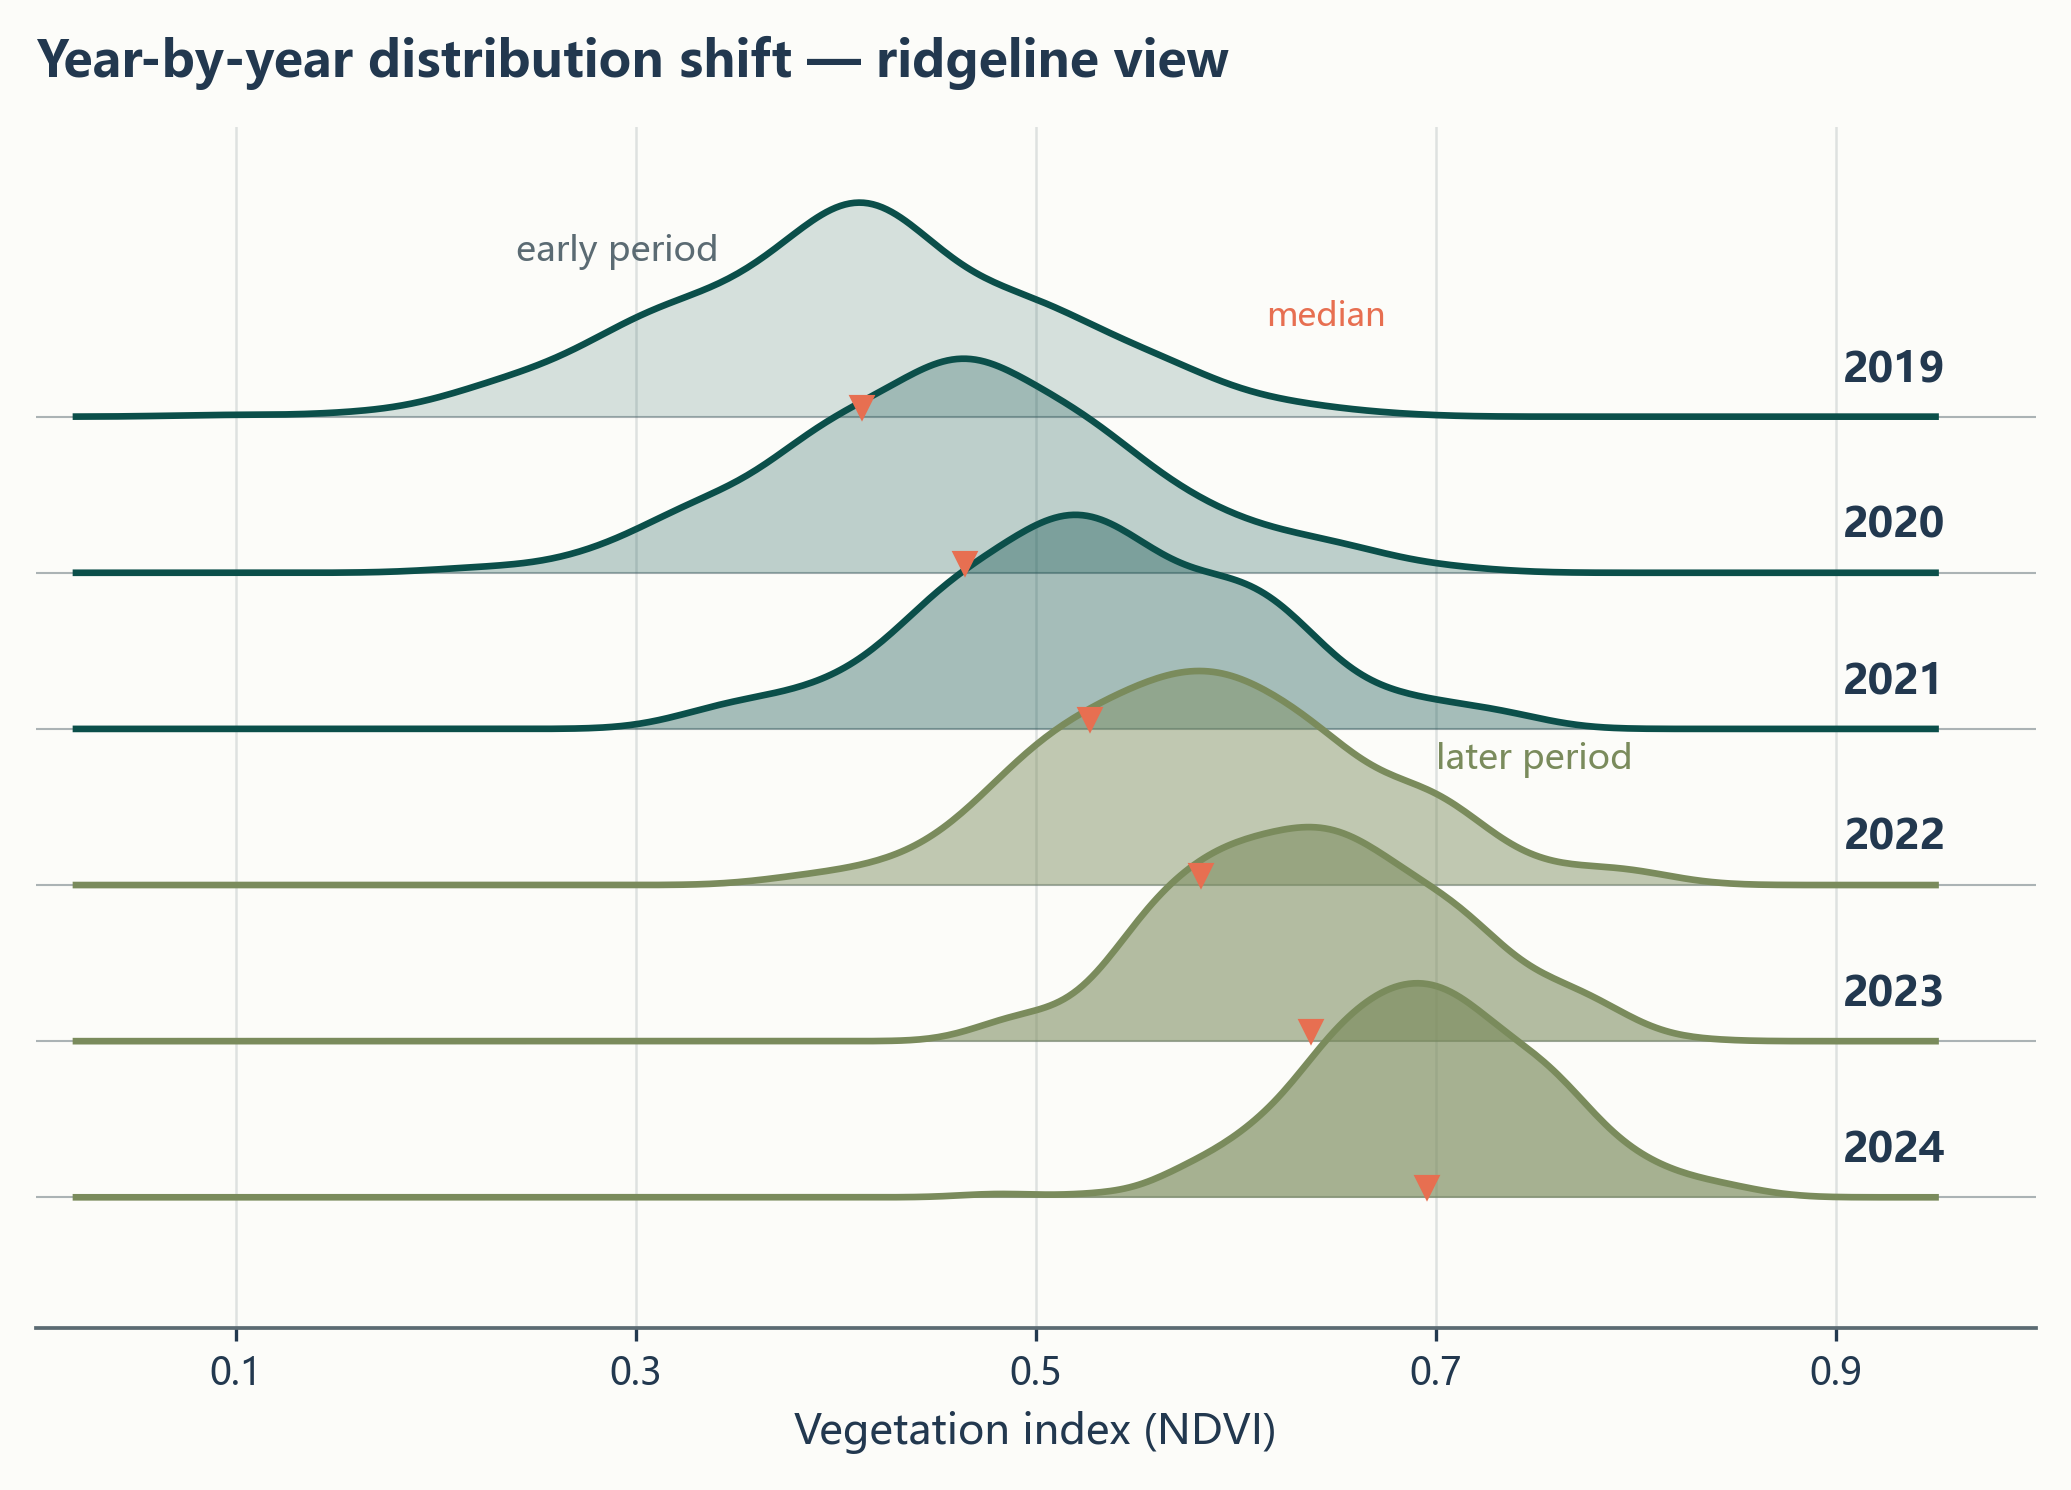 Year-by-year distribution shift — ridgeline view
early period
median
2019
2020
2021
later period
2022
2023
2024
0.1
0.3
0.5
0.7
0.9
Vegetation index (NDVI)